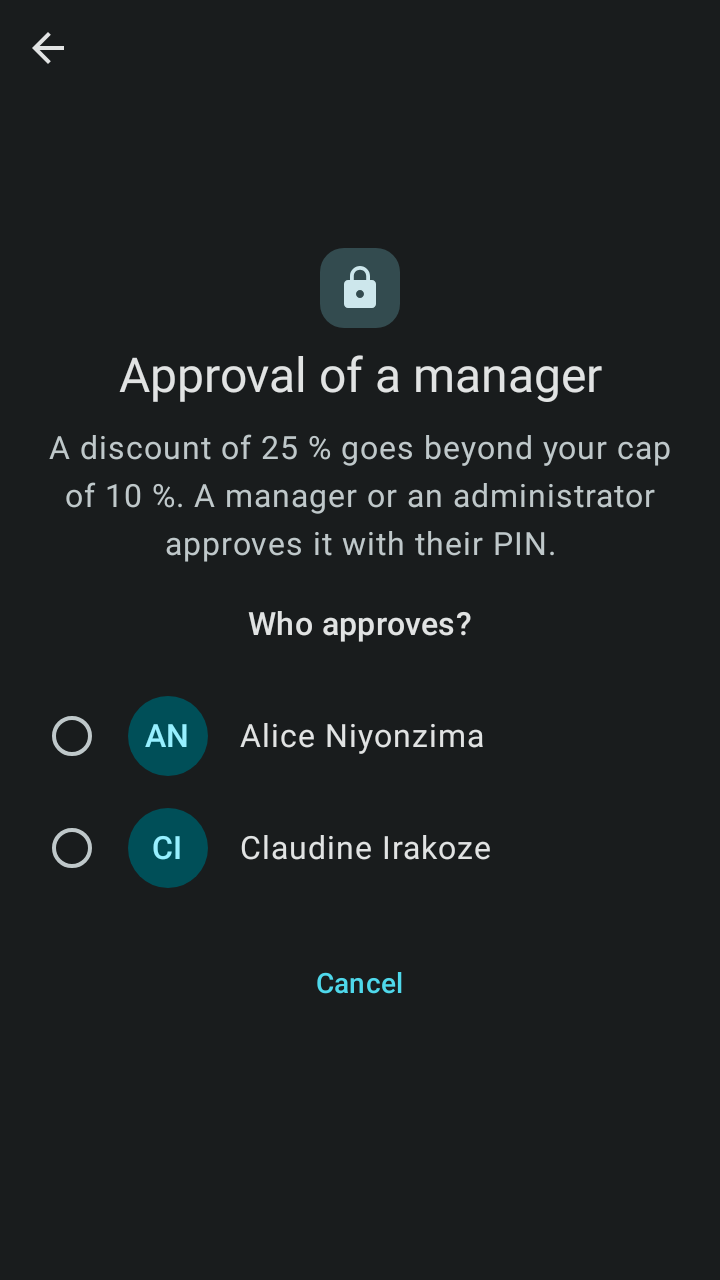 Approval of a manager
A discount of 25 % goes beyond your cap
of 10 %. A manager or an administrator
approves it with their PIN.
Who approves?
AN Alice Niyonzima
CI Claudine Irakoze
Cancel